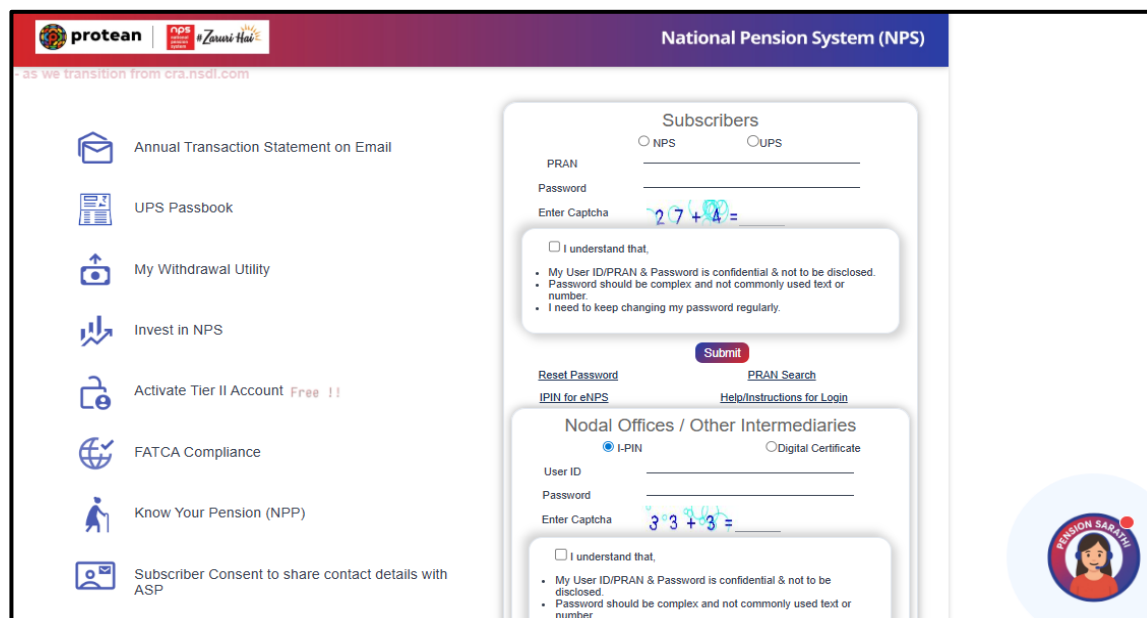 protean
nps
national
pension
system
#Zaruri Hai
National Pension System (NPS)
- as we transition from cra.nsdl.com
Annual Transaction Statement on Email
UPS Passbook
My Withdrawal Utility
Invest in NPS
Activate Tier II Account Free !!
FATCA Compliance
Know Your Pension (NPP)
Subscriber Consent to share contact details with
ASP
Subscribers
NPS UPS
PRAN
Password
Enter Captcha 27 + 4 =
I understand that,
• My User ID/PRAN & Password is confidential & not to be disclosed.
• Password should be complex and not commonly used text or
number.
• I need to keep changing my password regularly.
Submit
Reset Password PRAN Search
IPIN for eNPS Help/Instructions for Login
Nodal Offices / Other Intermediaries
I-PIN Digital Certificate
User ID
Password
Enter Captcha 33 + 3 =
I understand that,
• My User ID/PRAN & Password is confidential & not to be
disclosed.
• Password should be complex and not commonly used text or
number.
PENSION SARATHI